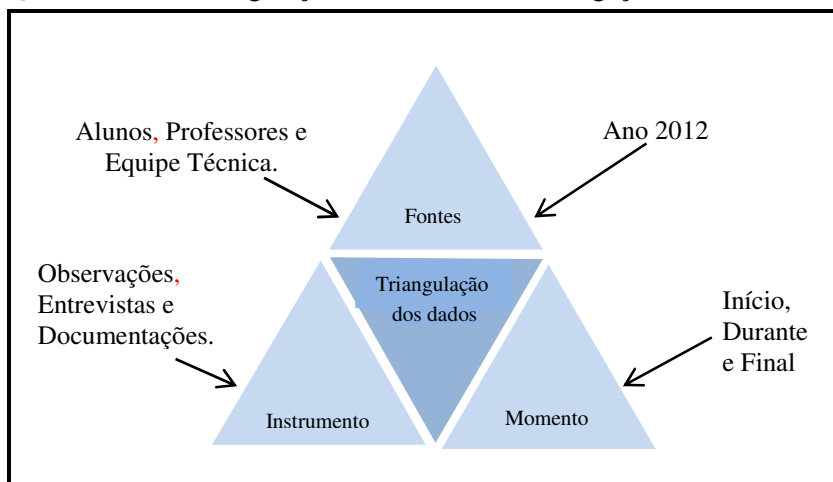 Alunos, Professores e
Equipe Técnica.
Ano 2012
Fontes
Observações,
Entrevistas e
Documentações.
Triangulação
dos dados
Início,
Durante
e Final
Instrumento
Momento